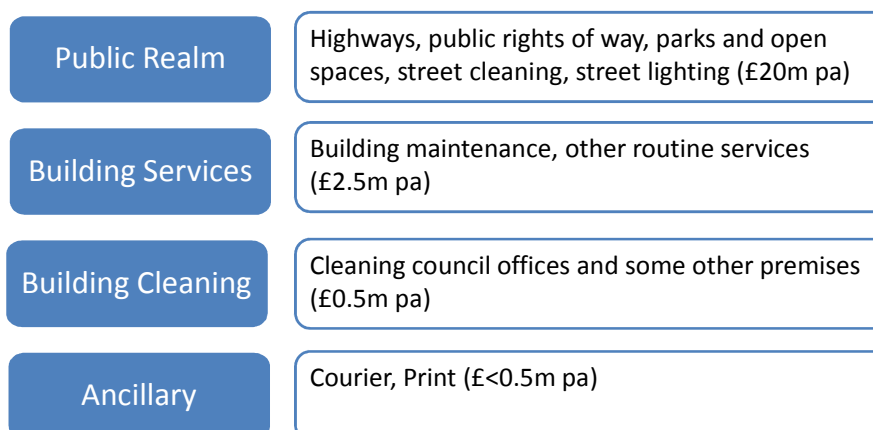 Public Realm
Highways, public rights of way, parks and open
spaces, street cleaning, street lighting (£20m pa)
Building Services
Building maintenance, other routine services
(£2.5m pa)
Building Cleaning
Cleaning council offices and some other premises
(£0.5m pa)
Ancillary
Courier, Print (£<0.5m pa)